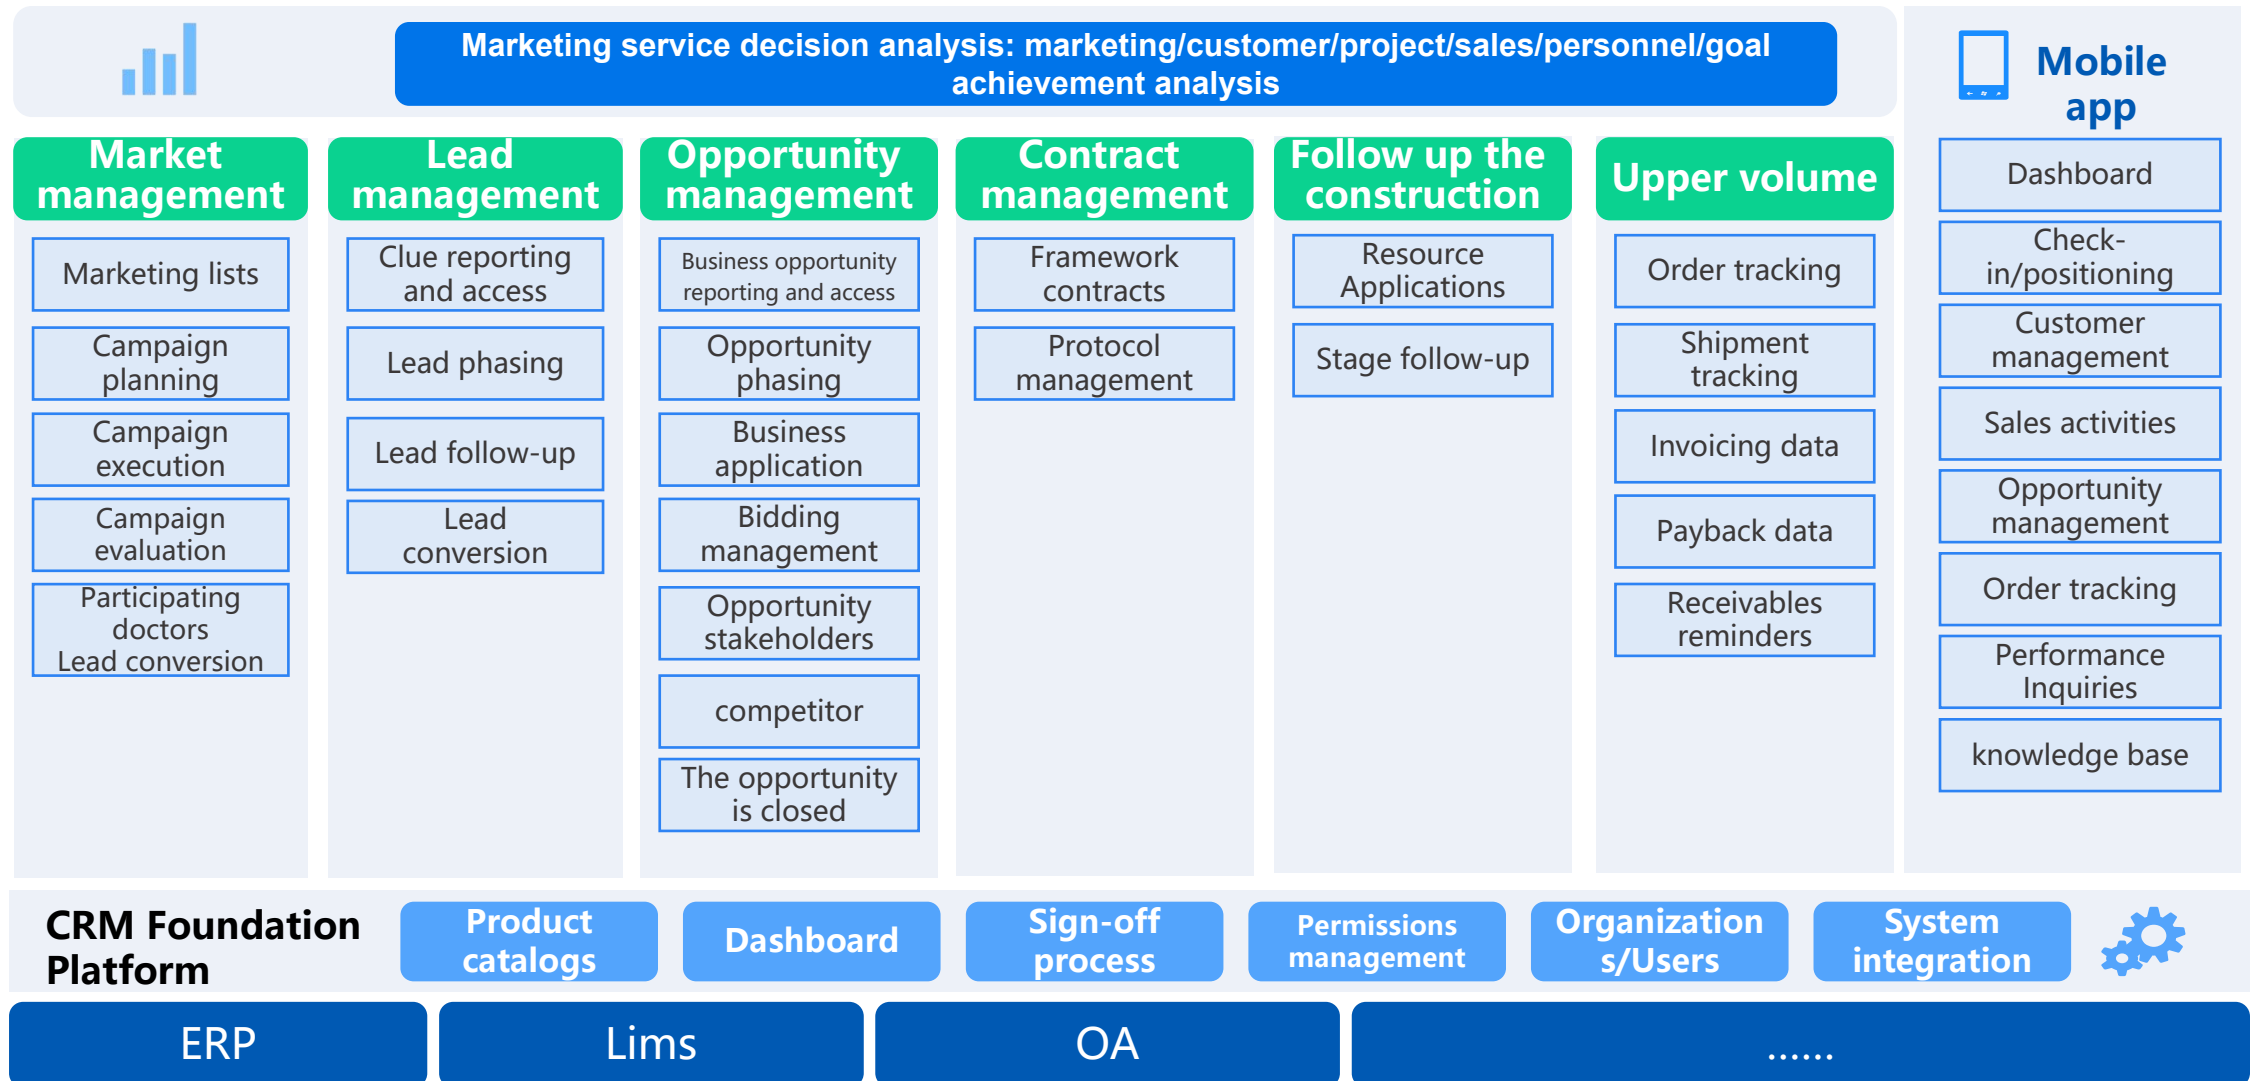 Marketing service decision analysis: marketing/customer/project/sales/personnel/goal
achievement analysis
Mobile
app
Market
management
Marketing lists
Campaign
planning
Campaign
execution
Campaign
evaluation
Participating
doctors
Lead conversion
Lead
management
Clue reporting
and access
Lead phasing
Lead follow-up
Lead
conversion
Opportunity
management
Business opportunity
reporting and access
Opportunity
phasing
Business
application
Bidding
management
Opportunity
stakeholders
competitor
The opportunity
is closed
Contract
management
Framework
contracts
Protocol
management
Follow up the
construction
Resource
Applications
Stage follow-up
Upper volume
Order tracking
Shipment
tracking
Invoicing data
Payback data
Receivables
reminders
Dashboard
Check-
in/positioning
Customer
management
Sales activities
Opportunity
management
Order tracking
Performance
Inquiries
knowledge base
CRM Foundation
Platform
Product
catalogs
Dashboard
Sign-off
process
Permissions
management
Organization
s/Users
System
integration
ERP
Lims
OA
......